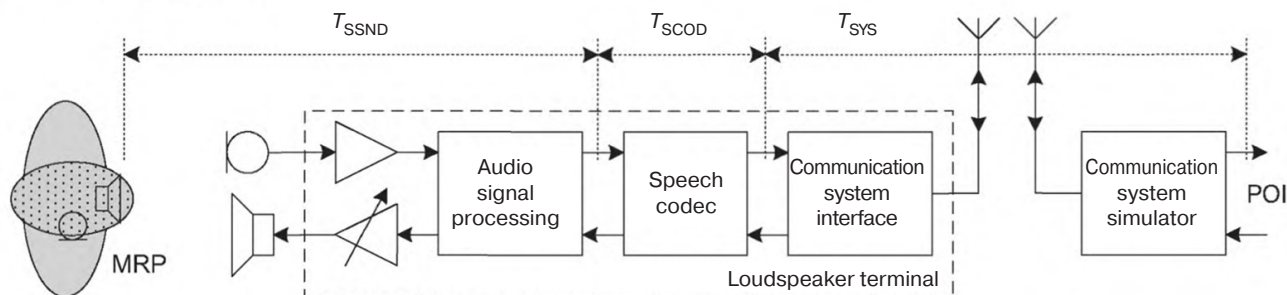 T_SSND
T_SCOD
T_SYS
Audio
signal
processing
Speech
codec
Communication
system
interface
Communication
system
simulator
POI
MRP
Loudspeaker terminal